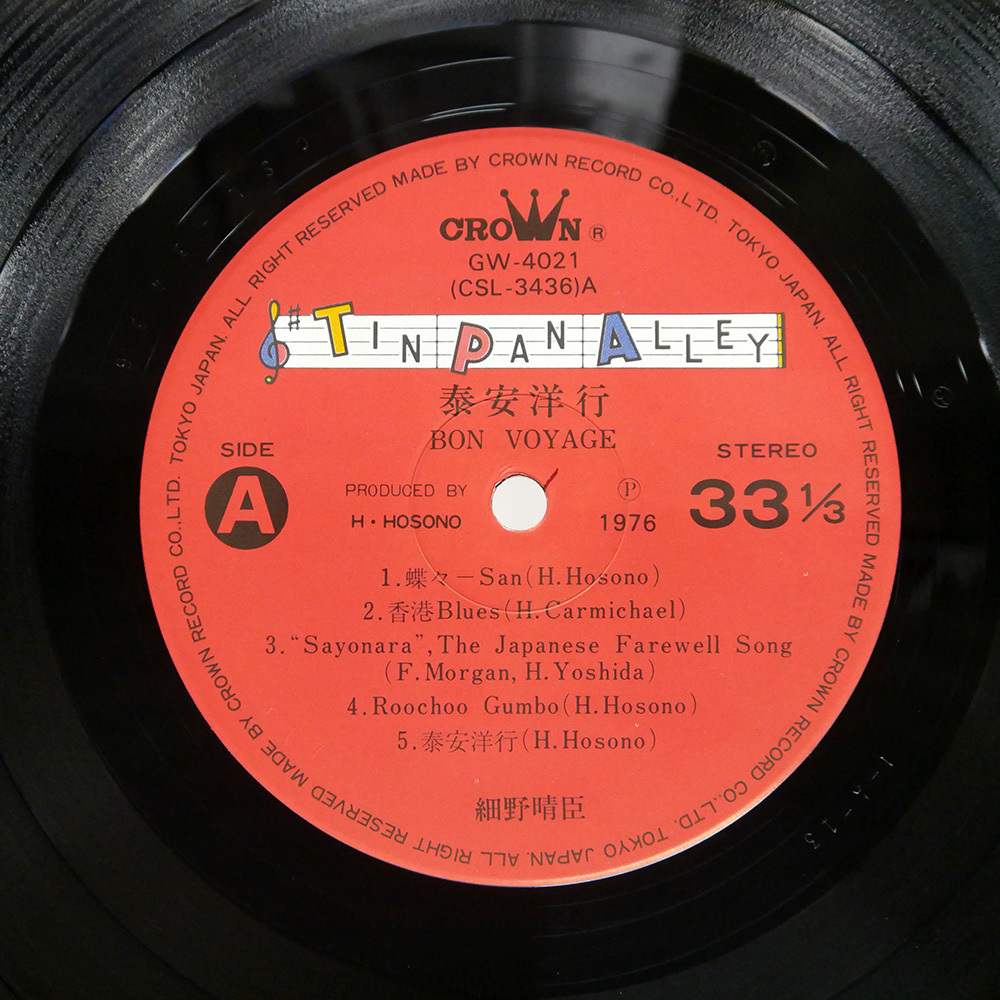 MADE BY CROWN RECORD CO.,LTD. TOKYO JAPAN. ALL RIGHT RESERVED MADE BY CROWN RECORD CO.,LTD. TOKYO JAPAN. ALL RIGHT RESERVED MADE BY CROWN RECORD CO.,LTD. TOKYO JAPAN. ALL RIGHT RESERVED
CROWN ®
GW-4021
(CSL-3436)A
TIN PAN ALLEY
泰安洋行
BON VOYAGE
SIDE
A
STEREO
33 1/3
PRODUCED BY
H・HOSONO
Ⓟ
1976
1.蝶々－San(H.Hosono)
2.香港Blues(H.Carmichael)
3.“Sayonara”,The Japanese Farewell Song
(F.Morgan, H.Yoshida)
4.Roochoo Gumbo(H.Hosono)
5.泰安洋行(H.Hosono)
細野晴臣